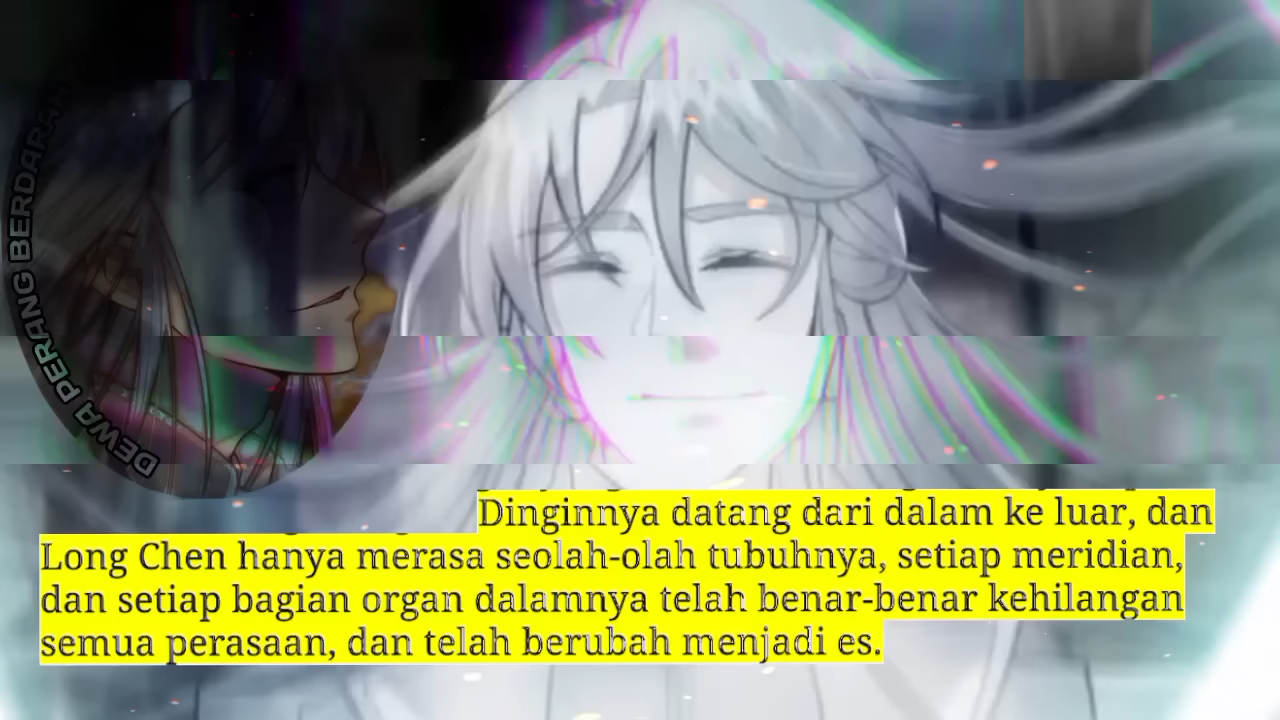 DEWA PERANG BERDARAH
Dinginnya datang dari dalam ke luar, dan
Long Chen hanya merasa seolah-olah tubuhnya, setiap meridian,
dan setiap bagian organ dalamnya telah benar-benar kehilangan
semua perasaan, dan telah berubah menjadi es.